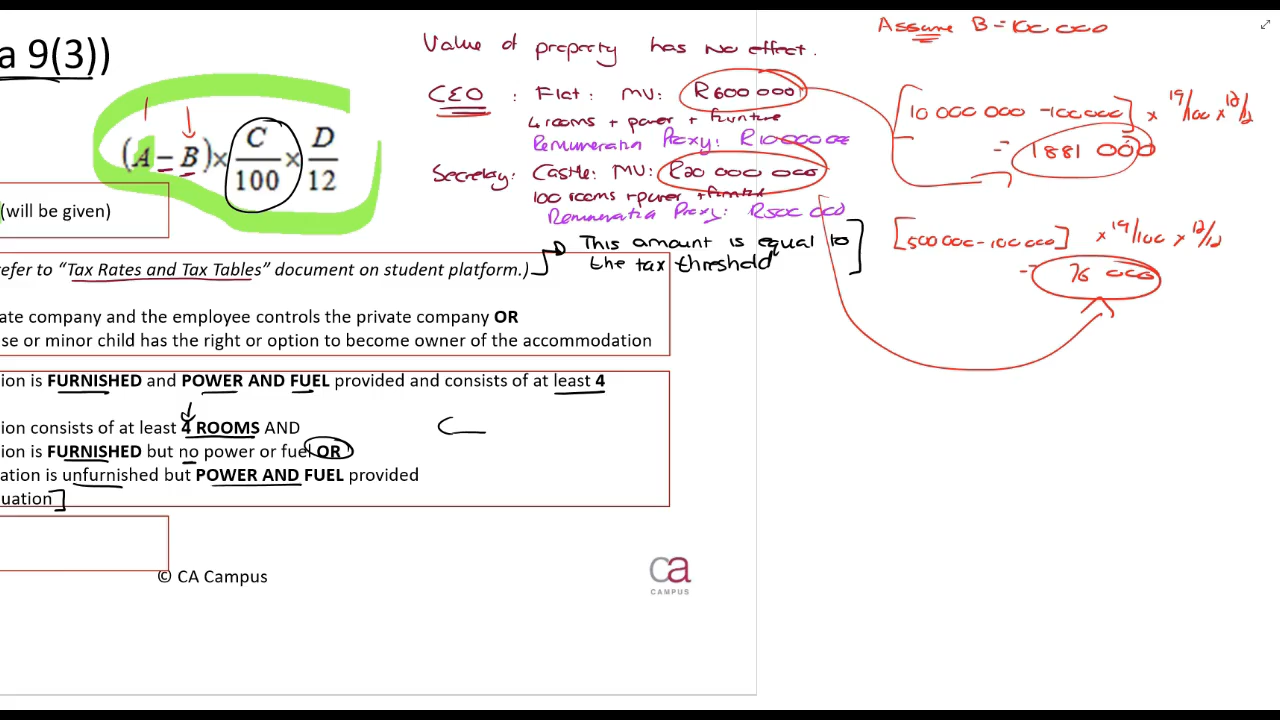 a 9(3))
(A − B) × C/100 × D/12
(will be given)
Value of property has no effect.
CEO : Flat : MV: R600 000
4 rooms + power + furniture
Remuneration Proxy: R10 000 000
Secretary: Castle: MV: R20 000 000
100 rooms + power + furnitur
Remuneration Proxy: R500 000
This amount is equal to
the tax threshold
efer to “Tax Rates and Tax Tables” document on student platform.)
ate company and the employee controls the private company OR
se or minor child has the right or option to become owner of the accommodation
ion is FURNISHED and POWER AND FUEL provided and consists of at least 4
ion consists of at least 4 ROOMS AND
ion is FURNISHED but no power or fuel OR
ation is unfurnished but POWER AND FUEL provided
uation
© CA Campus
ca
CAMPUS
Assume B = 100 000
[10 000 000 - 100 000] × 19/100 × 12/12
= 1881 000
[500 000 - 100 000] × 19/100 × 12/12
= 76 000